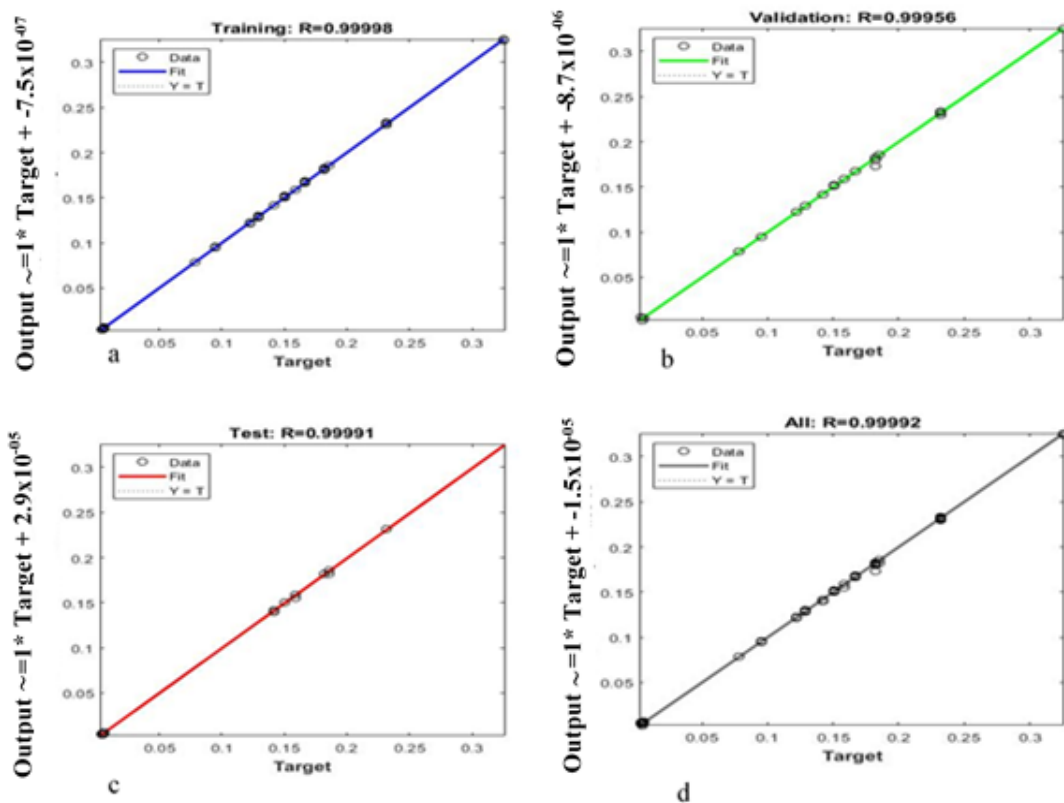 Training: R=0.99998
Output ~=1* Target + -7.5x10⁻⁰⁷
Data
Fit
Y = T
0.3
0.25
0.2
0.15
0.1
0.05
0.05 0.1 0.15 0.2 0.25 0.3
a
Target
Validation: R=0.99956
Output ~=1* Target + -8.7x10⁻⁰⁶
Data
Fit
Y = T
0.3
0.25
0.2
0.15
0.1
0.05
0.05 0.1 0.15 0.2 0.25 0.3
b
Target
Test: R=0.99991
Output ~=1* Target + 2.9x10⁻⁰⁵
Data
Fit
Y = T
0.3
0.25
0.2
0.15
0.1
0.05
0.05 0.1 0.15 0.2 0.25 0.3
Target
c
All: R=0.99992
Output ~=1* Target + -1.5x10⁻⁰⁵
Data
Fit
Y = T
0.3
0.25
0.2
0.15
0.1
0.05
0.05 0.1 0.15 0.2 0.25 0.3
Target
d